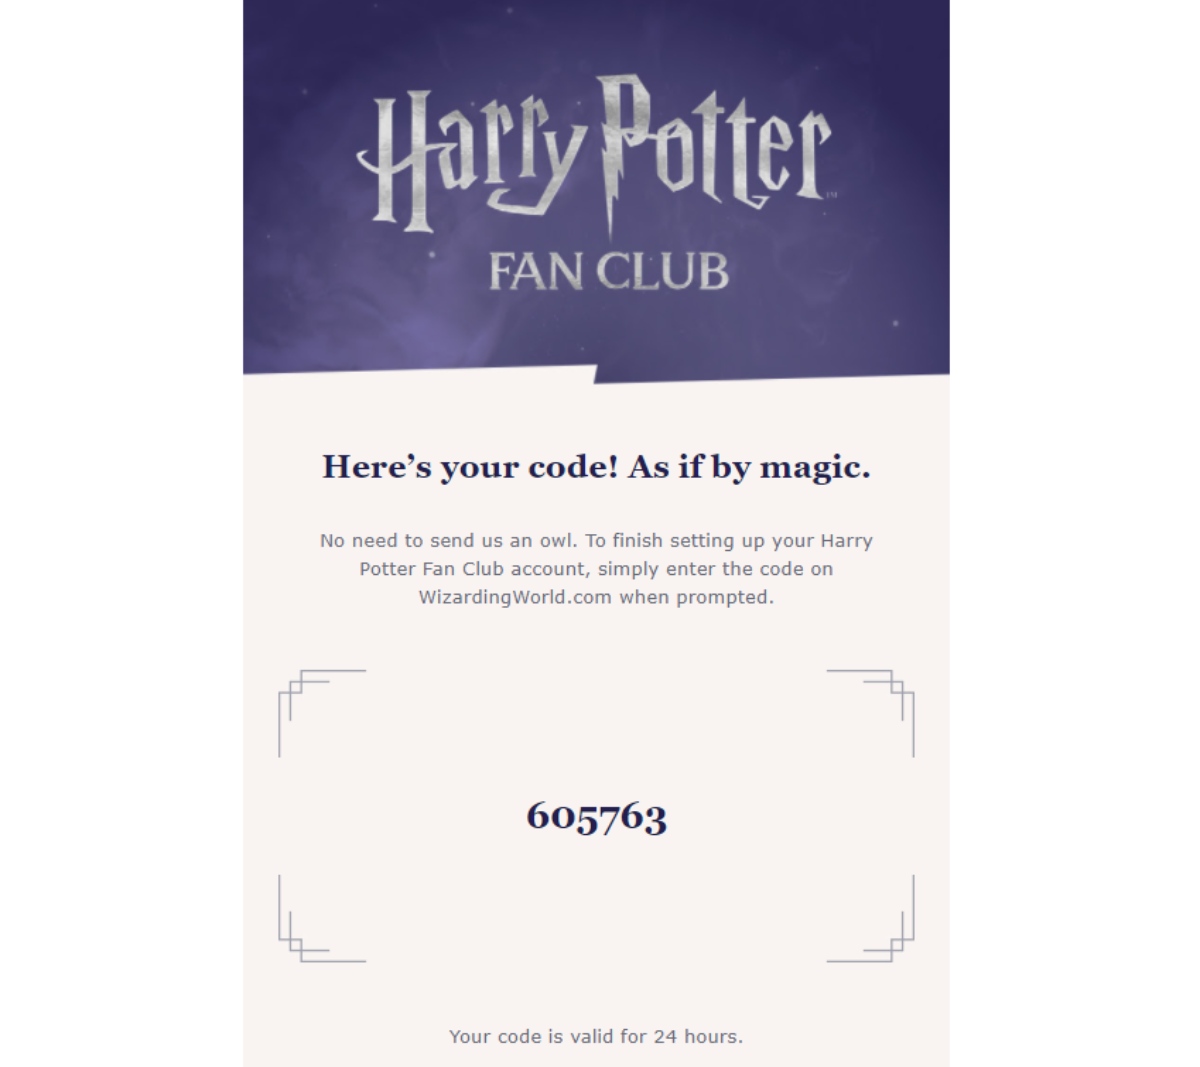 Harry Potter™
FAN CLUB
Here’s your code! As if by magic.
No need to send us an owl. To finish setting up your Harry
Potter Fan Club account, simply enter the code on
WizardingWorld.com when prompted.
605763
Your code is valid for 24 hours.